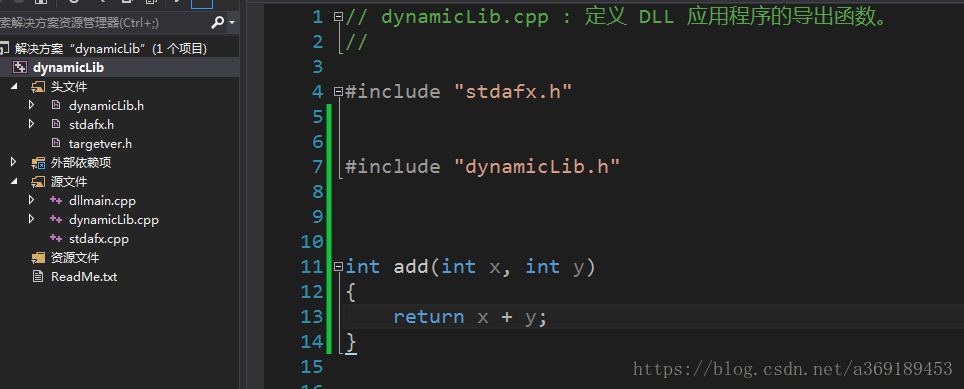 索解决方案资源管理器(Ctrl+;)
解决方案“dynamicLib”(1 个项目)
dynamicLib
头文件
dynamicLib.h
stdafx.h
targetver.h
外部依赖项
源文件
dllmain.cpp
dynamicLib.cpp
stdafx.cpp
资源文件
ReadMe.txt
1 // dynamicLib.cpp : 定义 DLL 应用程序的导出函数。
2 //
3
4 #include "stdafx.h"
5
6
7 #include "dynamicLib.h"
8
9
10
11 int add(int x, int y)
12 {
13 return x + y;
14 }
15
https://blog.csdn.net/a369189453